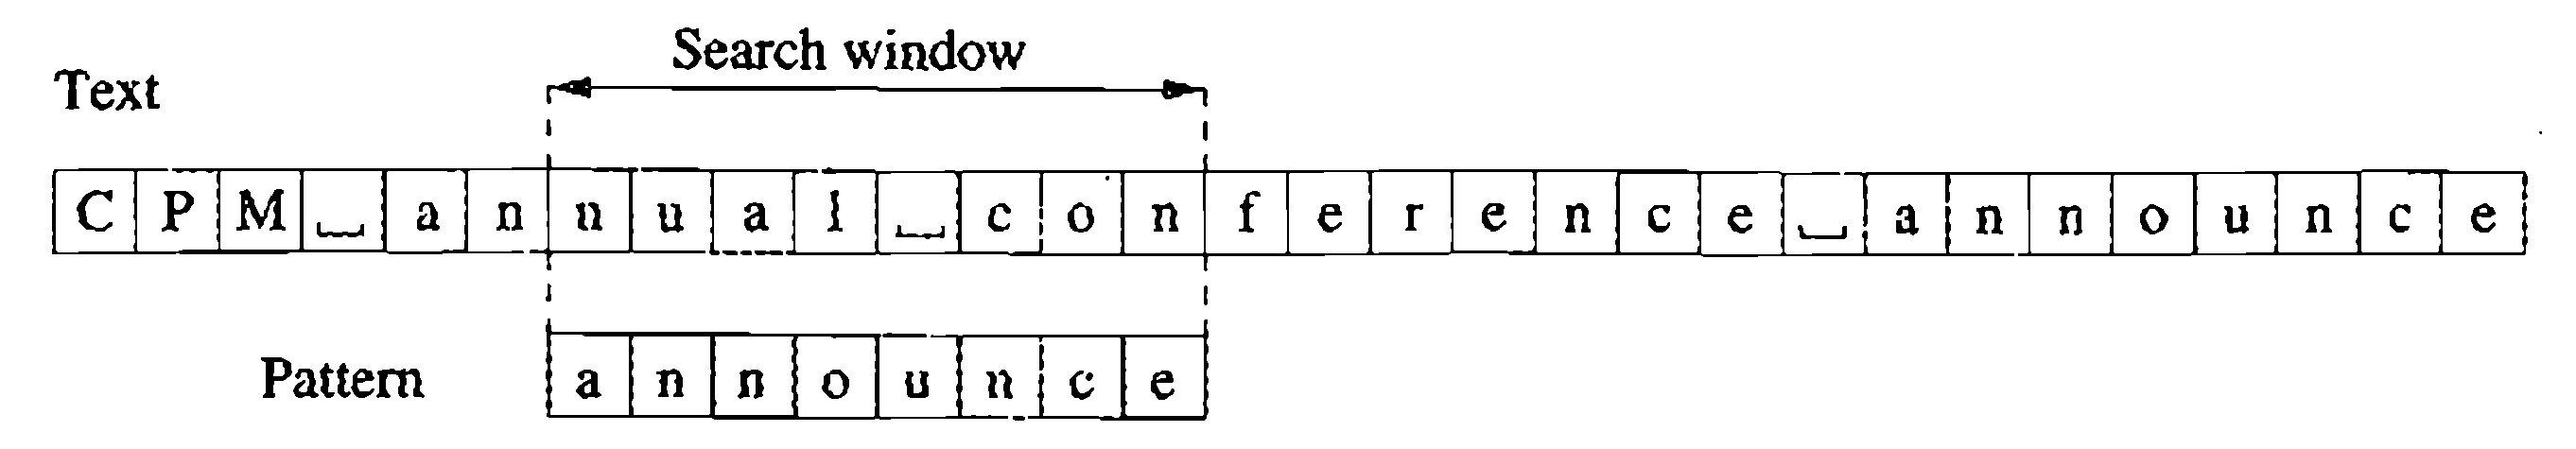 Search window
Text
C P M ␣ a n n u a l ␣ c o n f e r e n c e ␣ a n n o u n c e
Pattern a n n o u n c e